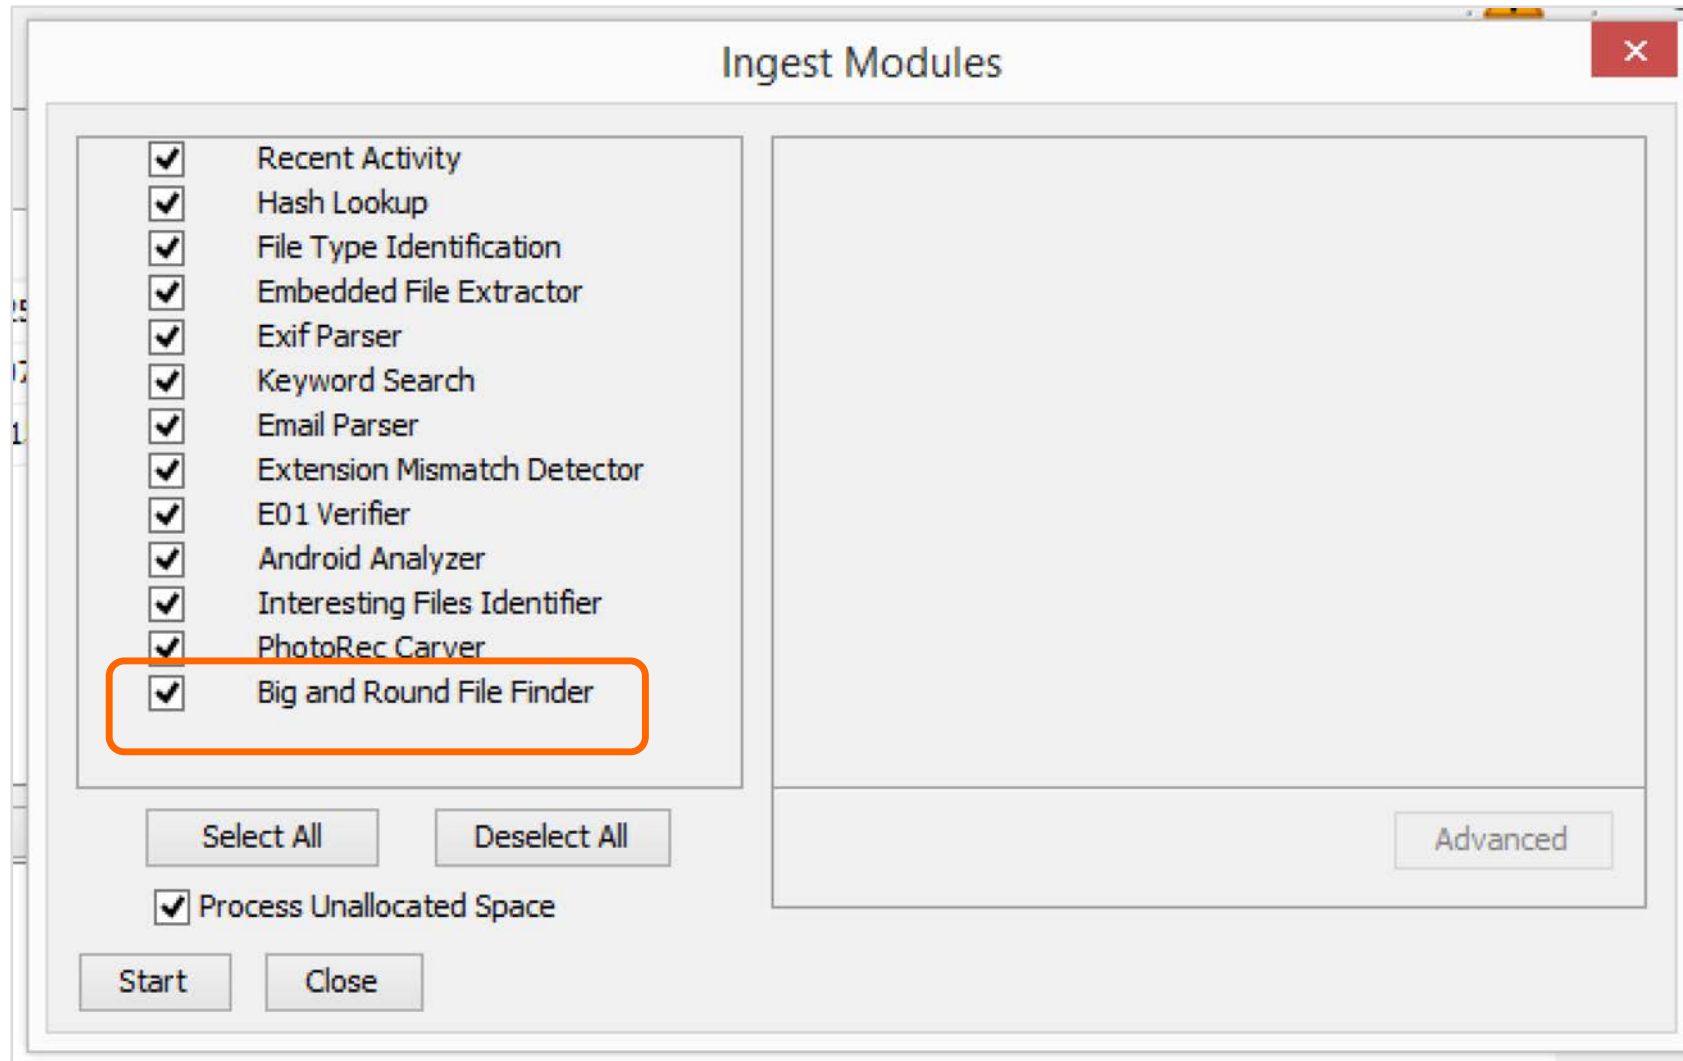 Ingest Modules
Recent Activity
Hash Lookup
File Type Identification
Embedded File Extractor
Exif Parser
Keyword Search
Email Parser
Extension Mismatch Detector
E01 Verifier
Android Analyzer
Interesting Files Identifier
PhotoRec Carver
Big and Round File Finder
Select All Deselect All
Advanced
Process Unallocated Space
Start Close